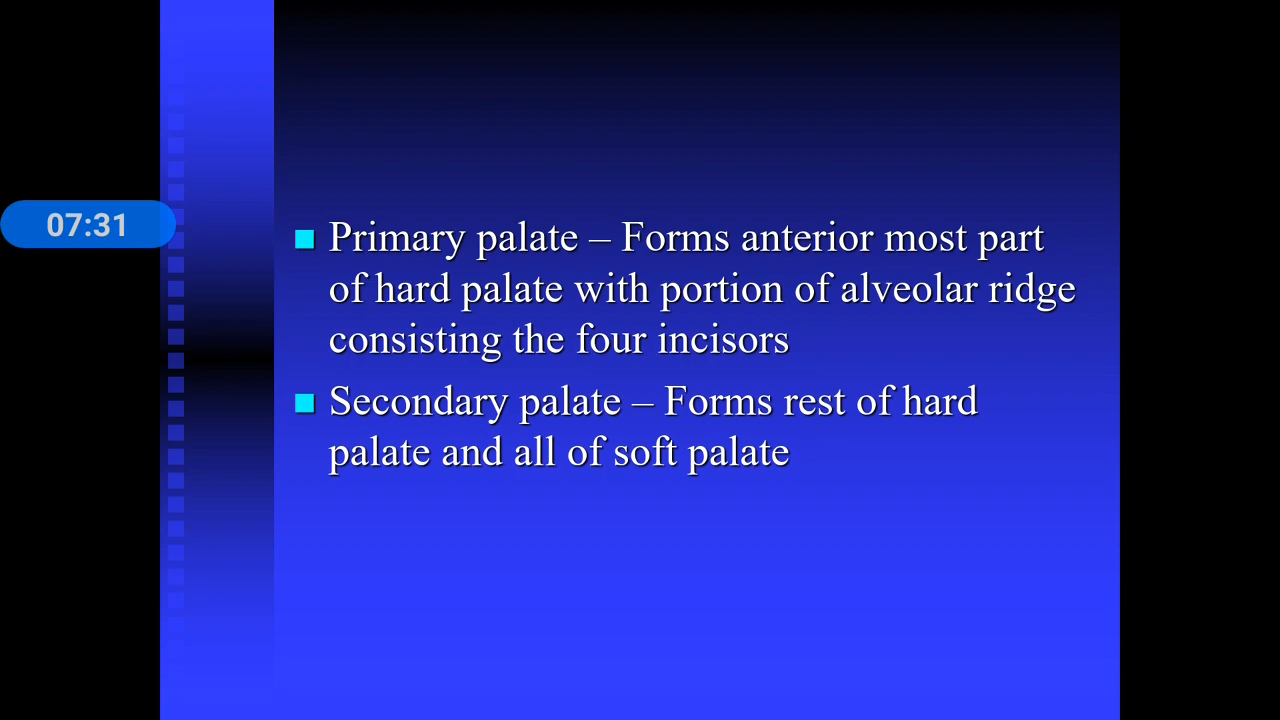 07:31
Primary palate – Forms anterior most part
of hard palate with portion of alveolar ridge
consisting the four incisors
Secondary palate – Forms rest of hard
palate and all of soft palate